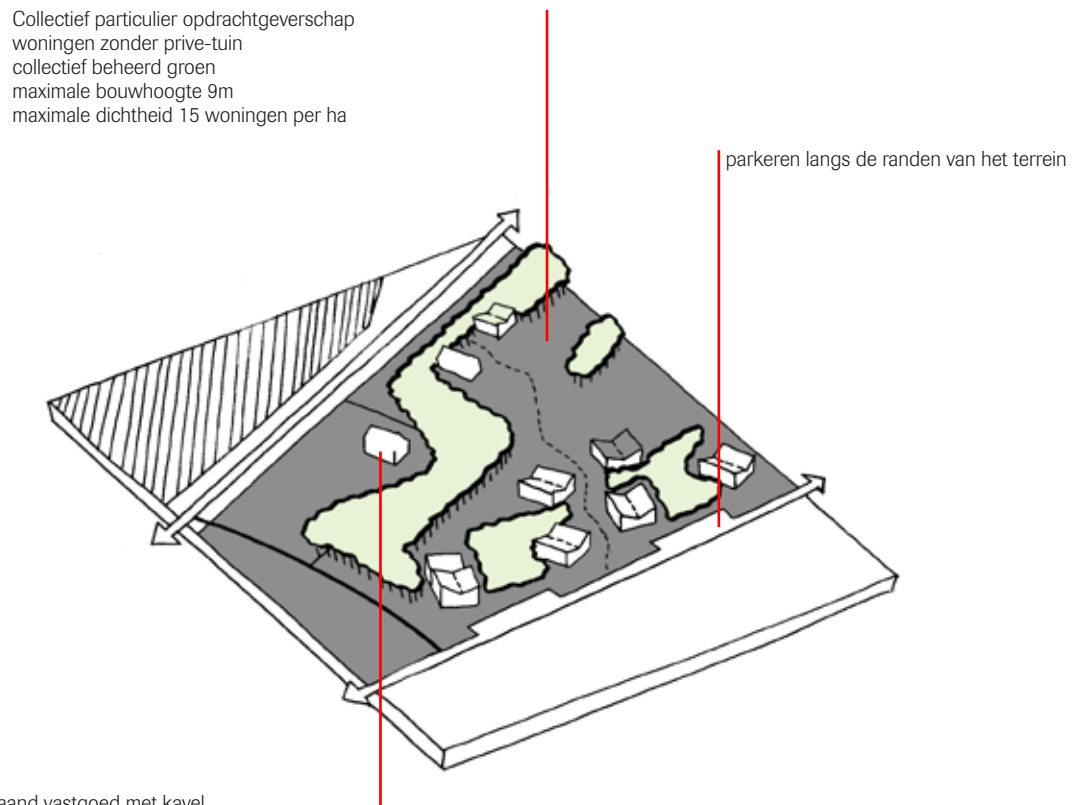 Collectief particulier opdrachtgeverschap
woningen zonder prive-tuin
collectief beheerd groen
maximale bouwhoogte 9m
maximale dichtheid 15 woningen per ha
parkeren langs de randen van het terrein
aand vastgoed met kavel